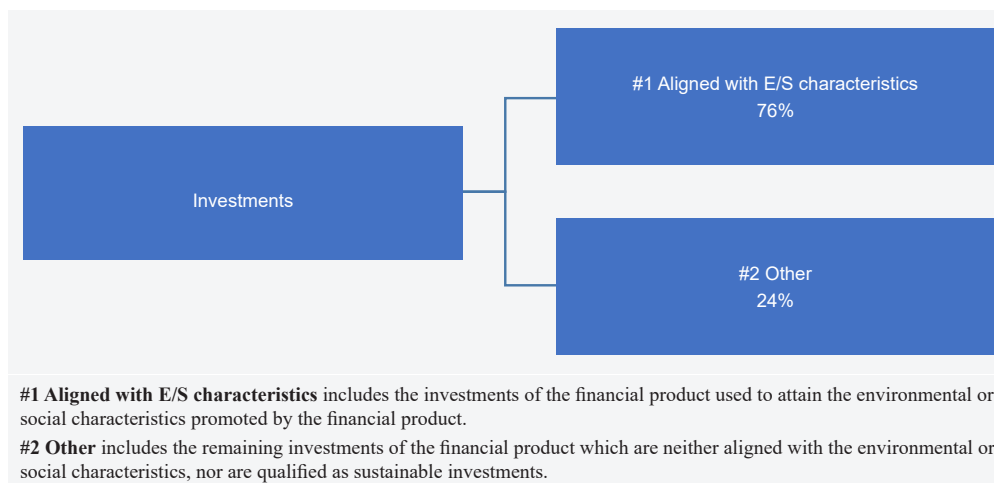 #1 Aligned with E/S characteristics
76%
Investments
#2 Other
24%
#1 Aligned with E/S characteristics includes the investments of the financial product used to attain the environmental or
social characteristics promoted by the financial product.
#2 Other includes the remaining investments of the financial product which are neither aligned with the environmental or
social characteristics, nor are qualified as sustainable investments.